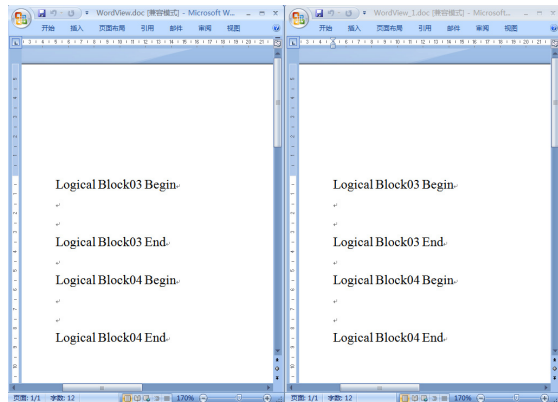 WordView.doc [兼容模式] - Microsoft W...
开始 插入 页面布局 引用 邮件 审阅 视图
Logical Block03 Begin
Logical Block03 End
Logical Block04 Begin
Logical Block04 End
页面: 1/1 字数: 12 170%
WordView_1.doc [兼容模式] - Microsoft...
开始 插入 页面布局 引用 邮件 审阅 视图
Logical Block03 Begin
Logical Block03 End
Logical Block04 Begin
Logical Block04 End
页面: 1/1 字数: 12 170%